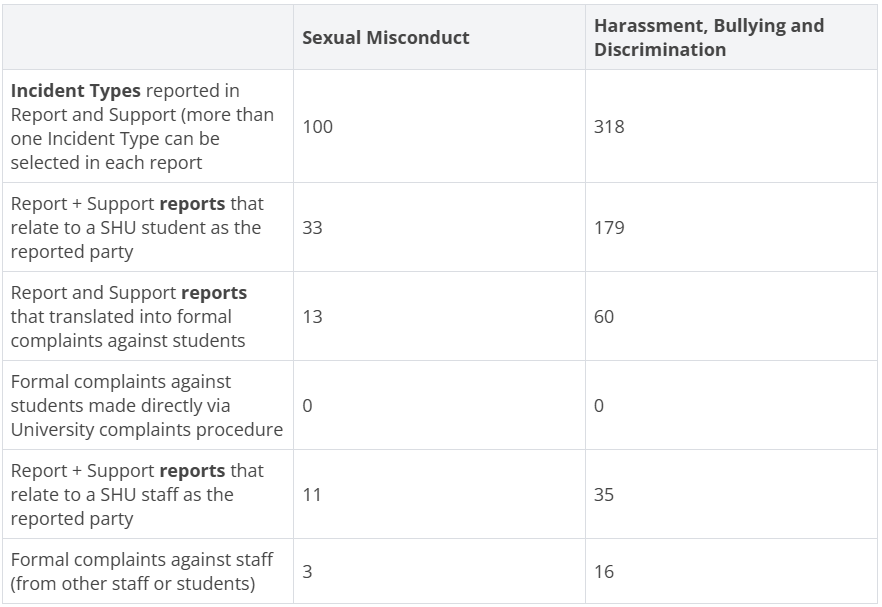 Sexual Misconduct
Harassment, Bullying and
Discrimination
Incident Types reported in
Report and Support (more than
one Incident Type can be
selected in each report
100
318
Report + Support reports that
relate to a SHU student as the
reported party
33
179
Report and Support reports
that translated into formal
complaints against students
13
60
Formal complaints against
students made directly via
University complaints procedure
0
0
Report + Support reports that
relate to a SHU staff as the
reported party
11
35
Formal complaints against staff
(from other staff or students)
3
16